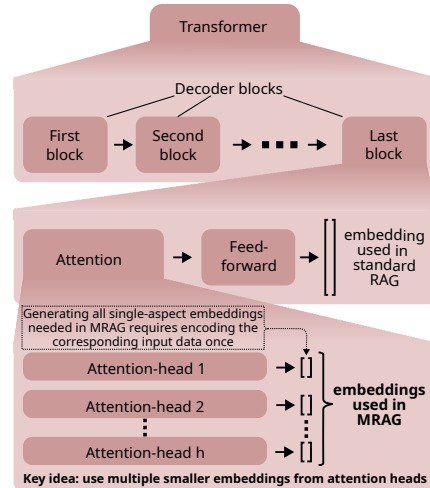 Transformer
Decoder blocks
First
block
Second
block
Last
block
Attention
Feed-
forward
embedding
used in
standard
RAG
Generating all single-aspect embeddings
needed in MRAG requires encoding the
corresponding input data once
Attention-head 1
Attention-head 2
Attention-head h
embeddings
used in
MRAG
Key idea: use multiple smaller embeddings from attention heads